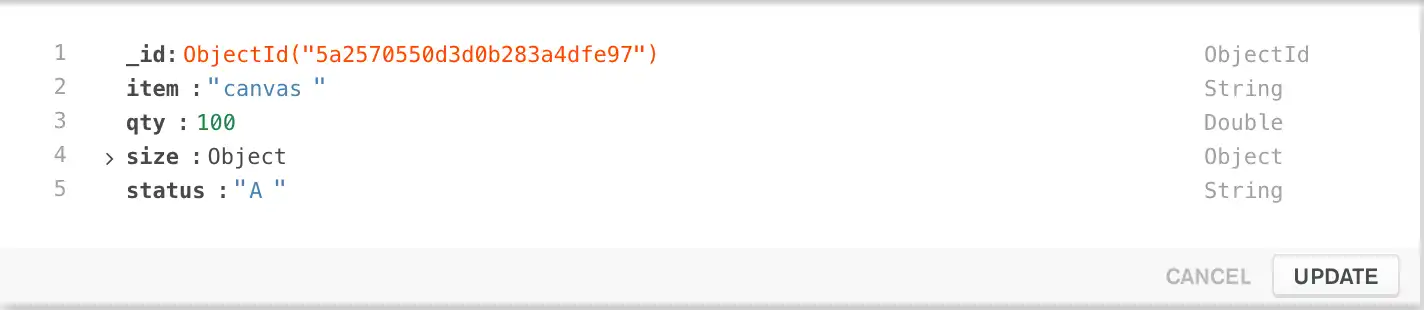 1 _id: ObjectId("5a2570550d3d0b283a4dfe97") ObjectId
2 item : "canvas " String
3 qty : 100 Double
4 > size : Object Object
5 status : "A " String
CANCEL UPDATE